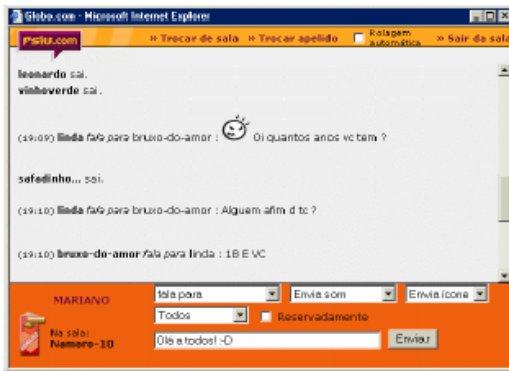 Globo.com - Microsoft Internet Explorer
Psiu.com » Trocar de sala » Trocar apelido Rolagem automática » Sair da sala
leonardo sai.
vinhoverde sai.
(19:09) linda fala para bruxo-do-amor : Oi quantos anos vc tem ?
safadinho... sai.
(19:10) linda fala para bruxo-do-amor : Alguem afim d tc ?
(19:10) bruxo-do-amor fala para linda : 18 E VC
MARIANO fala para Envia som Envia ícone
Todos Reservadamente
Na sala:
Namoro-10
Olá a todos! :-D Enviar